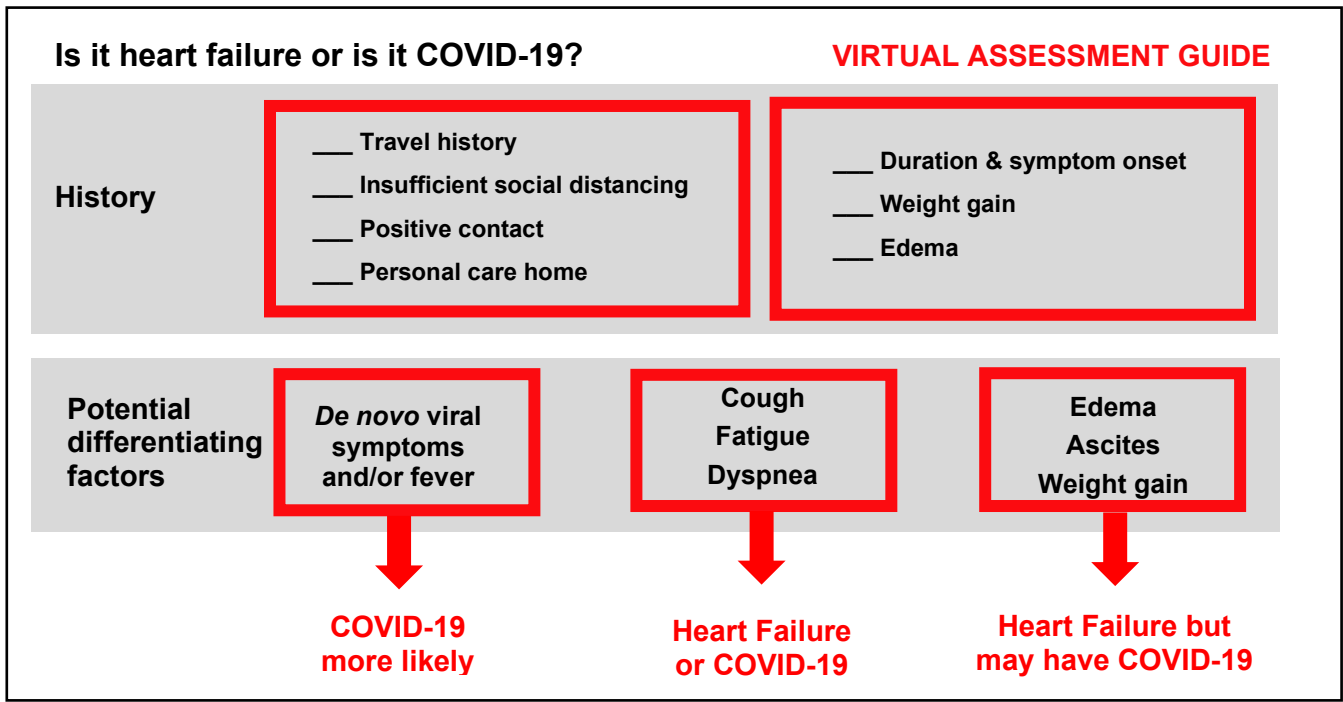 Is it heart failure or is it COVID-19?
VIRTUAL ASSESSMENT GUIDE
History
___ Travel history
___ Insufficient social distancing
___ Positive contact
___ Personal care home
___ Duration & symptom onset
___ Weight gain
___ Edema
Potential
differentiating
factors
De novo viral
symptoms
and/or fever
Cough
Fatigue
Dyspnea
Edema
Ascites
Weight gain
COVID-19
more likely
Heart Failure
or COVID-19
Heart Failure but
may have COVID-19